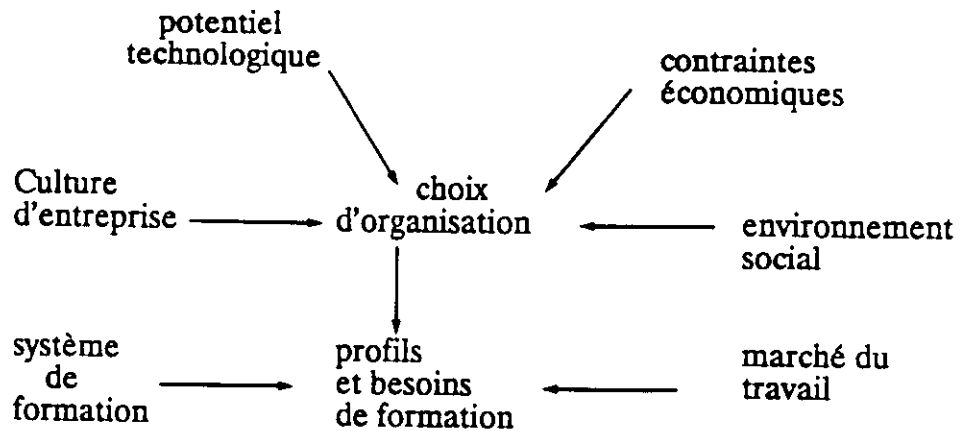 potentiel
technologique
contraintes
économiques
Culture
d'entreprise
choix
d'organisation
environnement
social
système
de
formation
profils
et besoins
de formation
marché du
travail